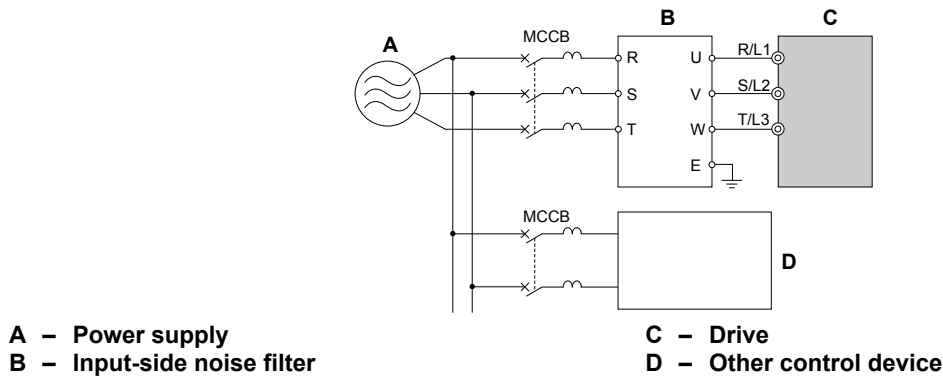 B C
A MCCB
R U R/L1
S V S/L2
T W T/L3
E
MCCB
D
A – Power supply C – Drive
B – Input-side noise filter D – Other control device